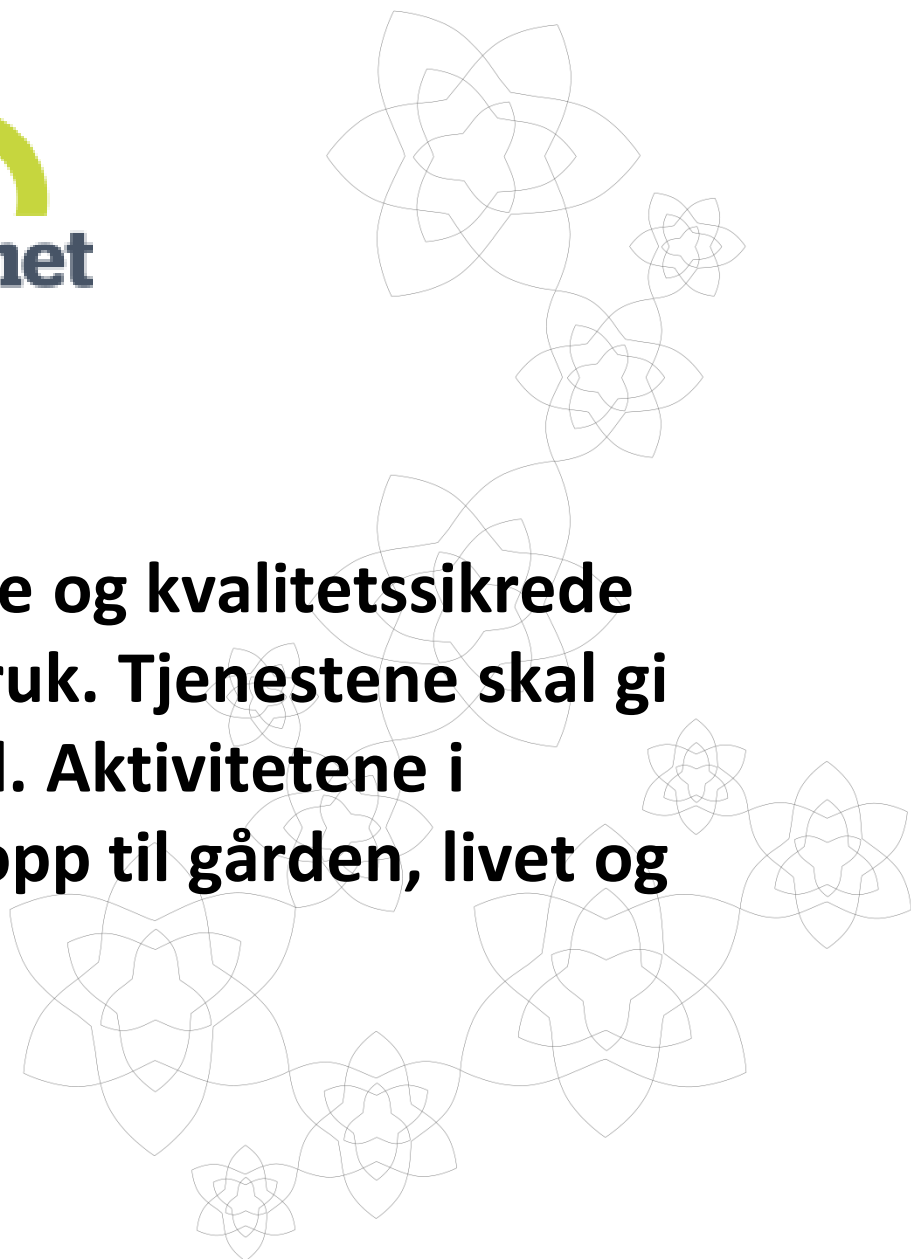 net
e og kvalitetssikrede
ruk. Tjenestene skal gi
l. Aktivitetene i
opp til gården, livet og